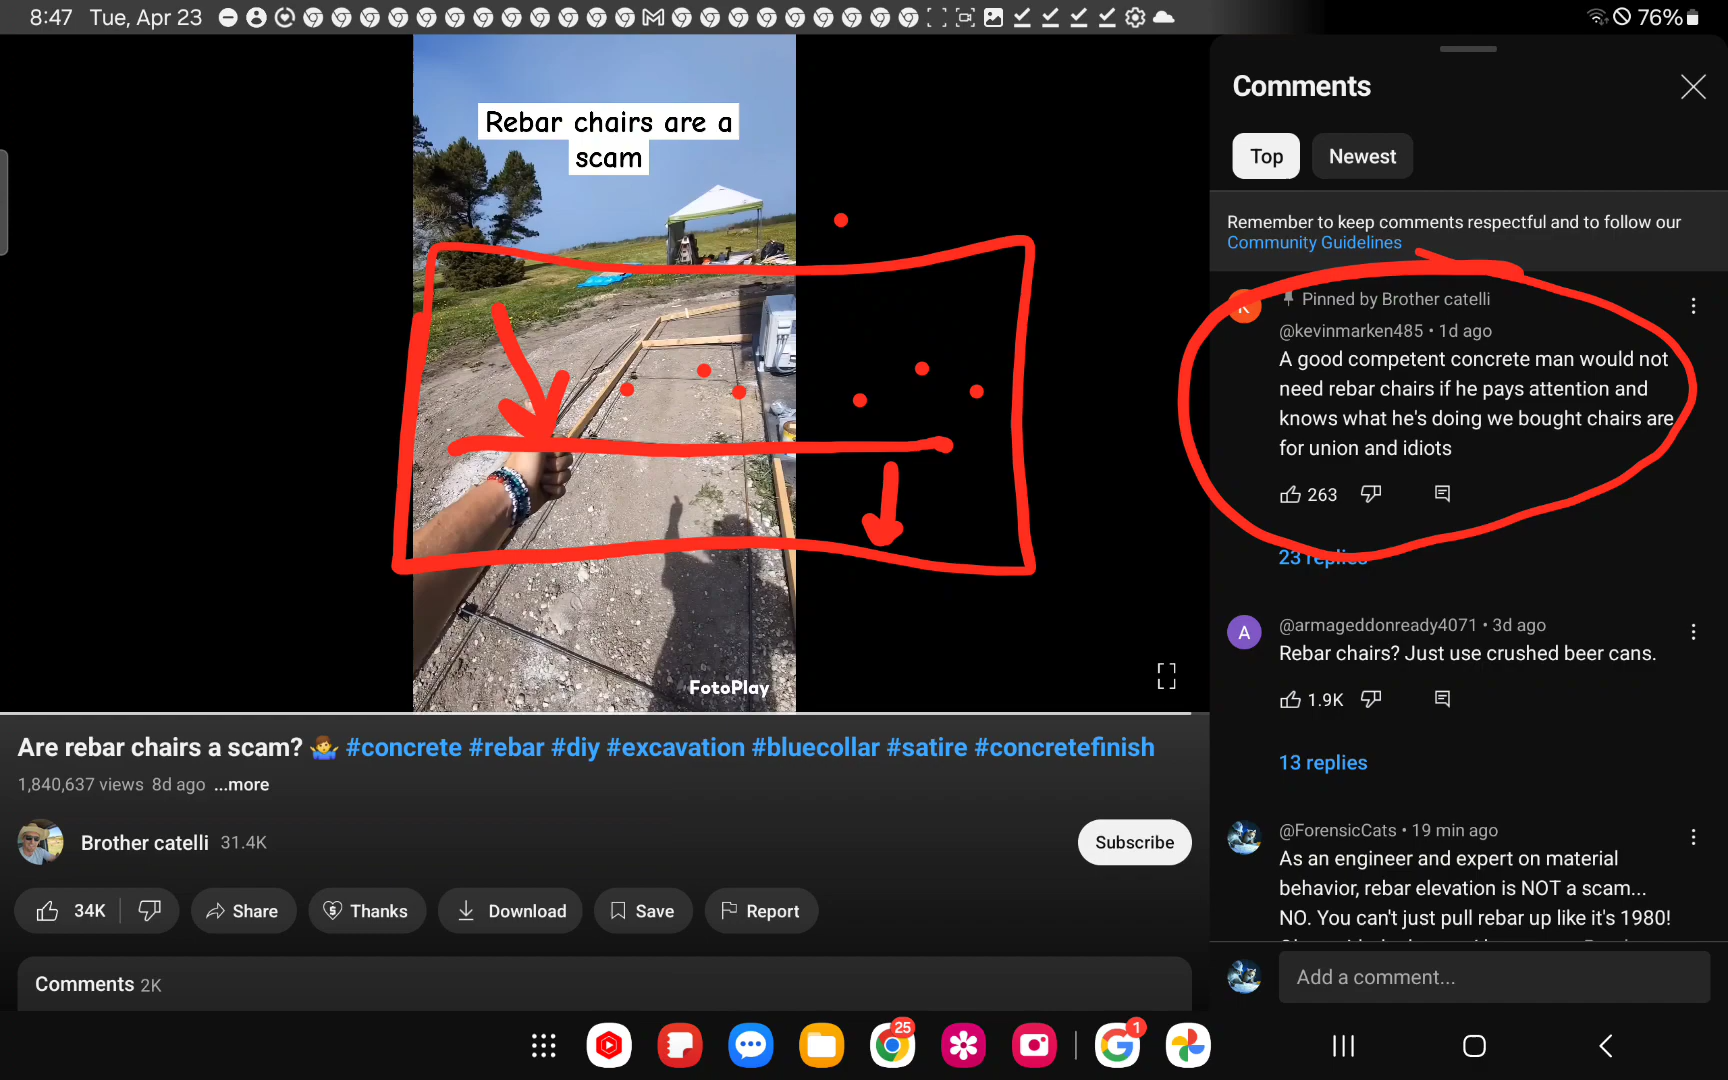 8:47 Tue, Apr 23
76%
Rebar chairs are a
scam
FotoPlay
Are rebar chairs a scam? 🤷 #concrete #rebar #diy #excavation #bluecollar #satire #concretefinish
1,840,637 views 8d ago ...more
Brother catelli 31.4K
Subscribe
34K
Share
Thanks
Download
Save
Report
Comments 2K
Comments
Top
Newest
Remember to keep comments respectful and to follow our
Community Guidelines
Pinned by Brother catelli
@kevinmarken485 • 1d ago
A good competent concrete man would not
need rebar chairs if he pays attention and
knows what he's doing we bought chairs are
for union and idiots
263
23 replies
A
@armageddonready4071 • 3d ago
Rebar chairs? Just use crushed beer cans.
1.9K
13 replies
@ForensicCats • 19 min ago
As an engineer and expert on material
behavior, rebar elevation is NOT a scam...
NO. You can't just pull rebar up like it's 1980!
Add a comment...
25
1